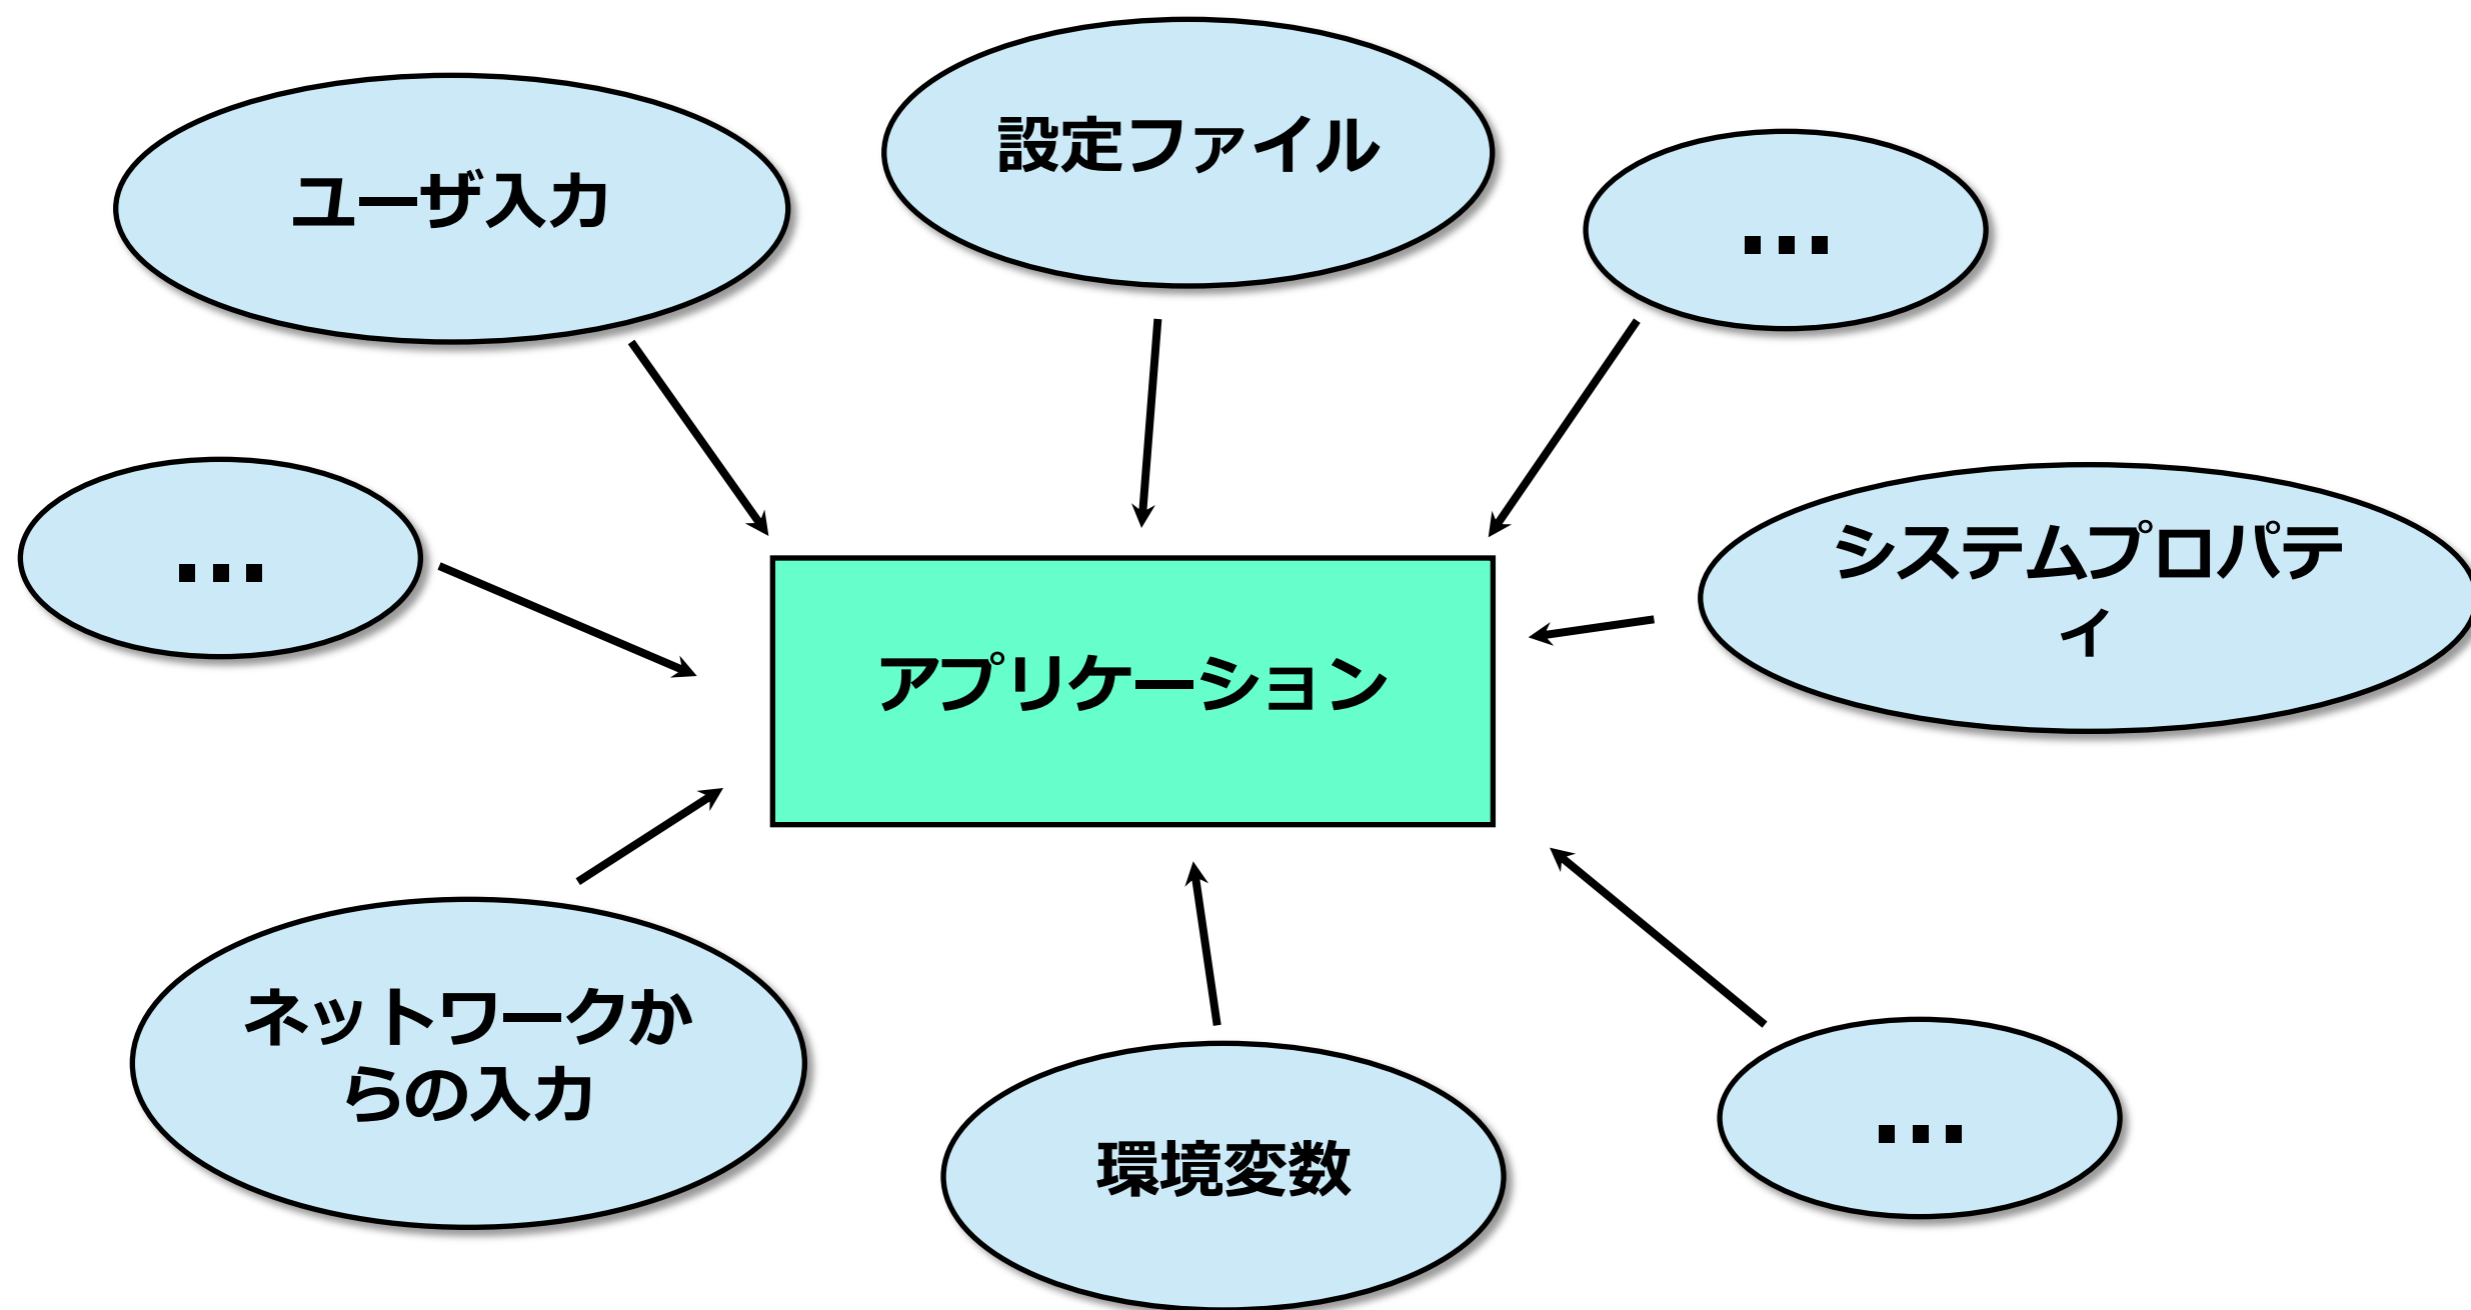 設定ファイル
ユーザ入力
...
...
システムプロパテ
ィ
アプリケーション
ネットワークか
らの入力
環境変数
...